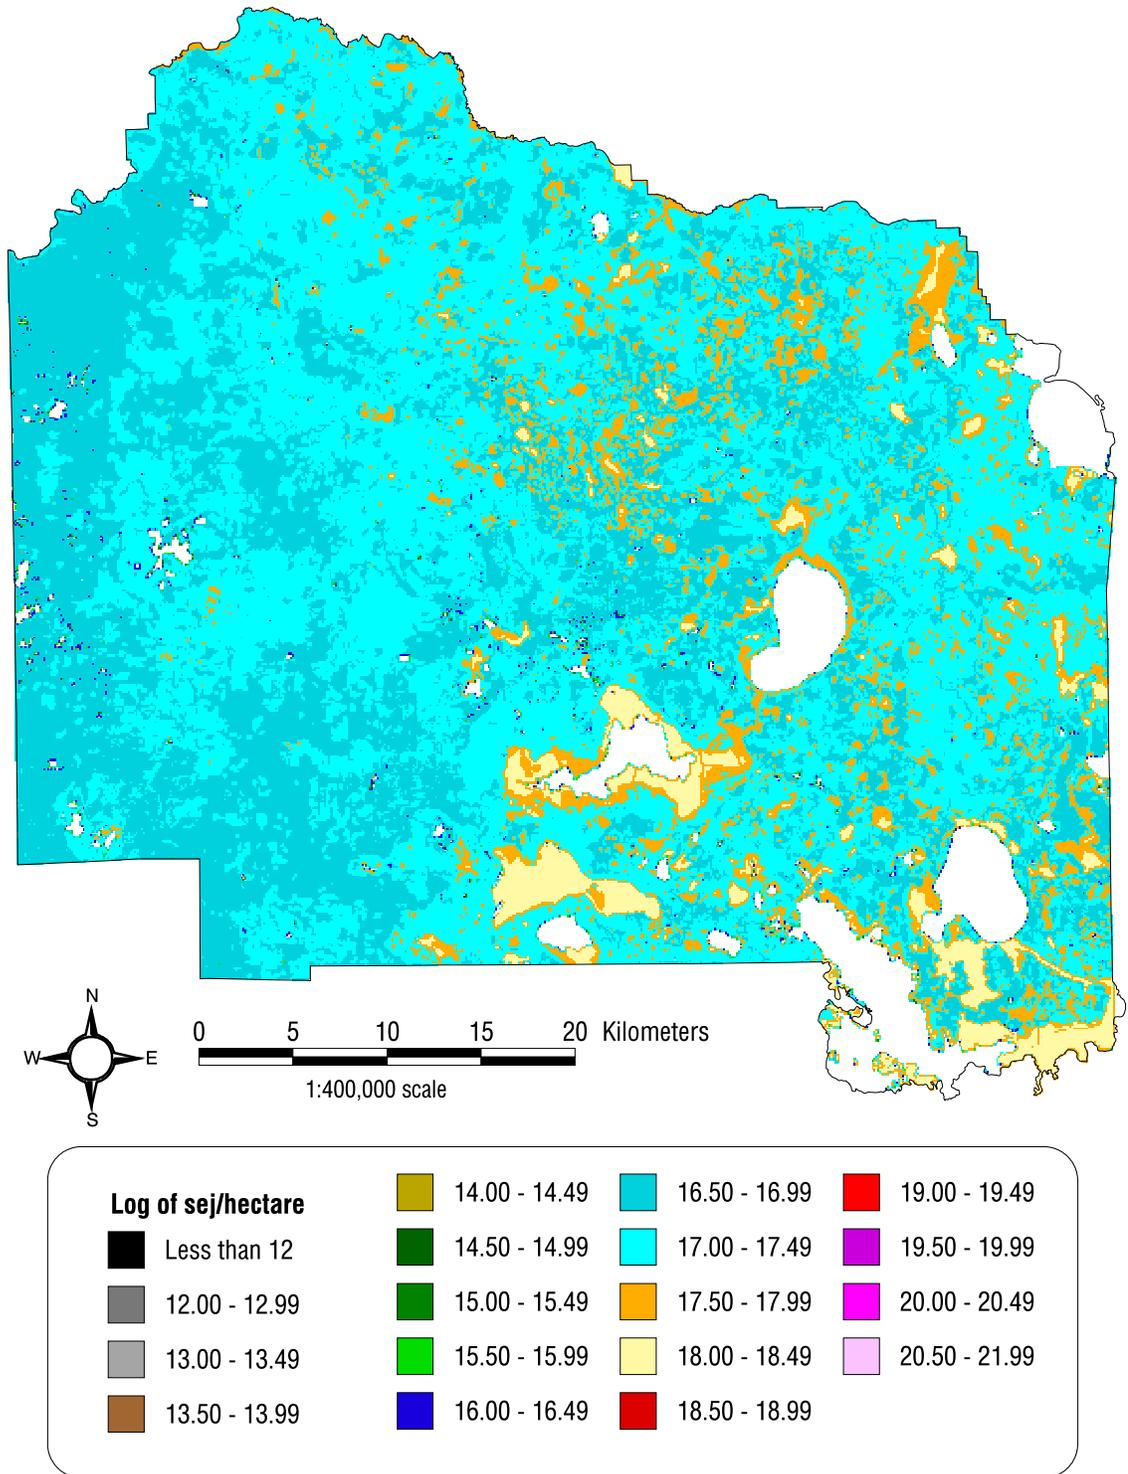 N
W E
S
0 5 10 15 20 Kilometers
1:400,000 scale
Log of sej/hectare
Less than 12
12.00 - 12.99
13.00 - 13.49
13.50 - 13.99
14.00 - 14.49
14.50 - 14.99
15.00 - 15.49
15.50 - 15.99
16.00 - 16.49
16.50 - 16.99
17.00 - 17.49
17.50 - 17.99
18.00 - 18.49
18.50 - 18.99
19.00 - 19.49
19.50 - 19.99
20.00 - 20.49
20.50 - 21.99